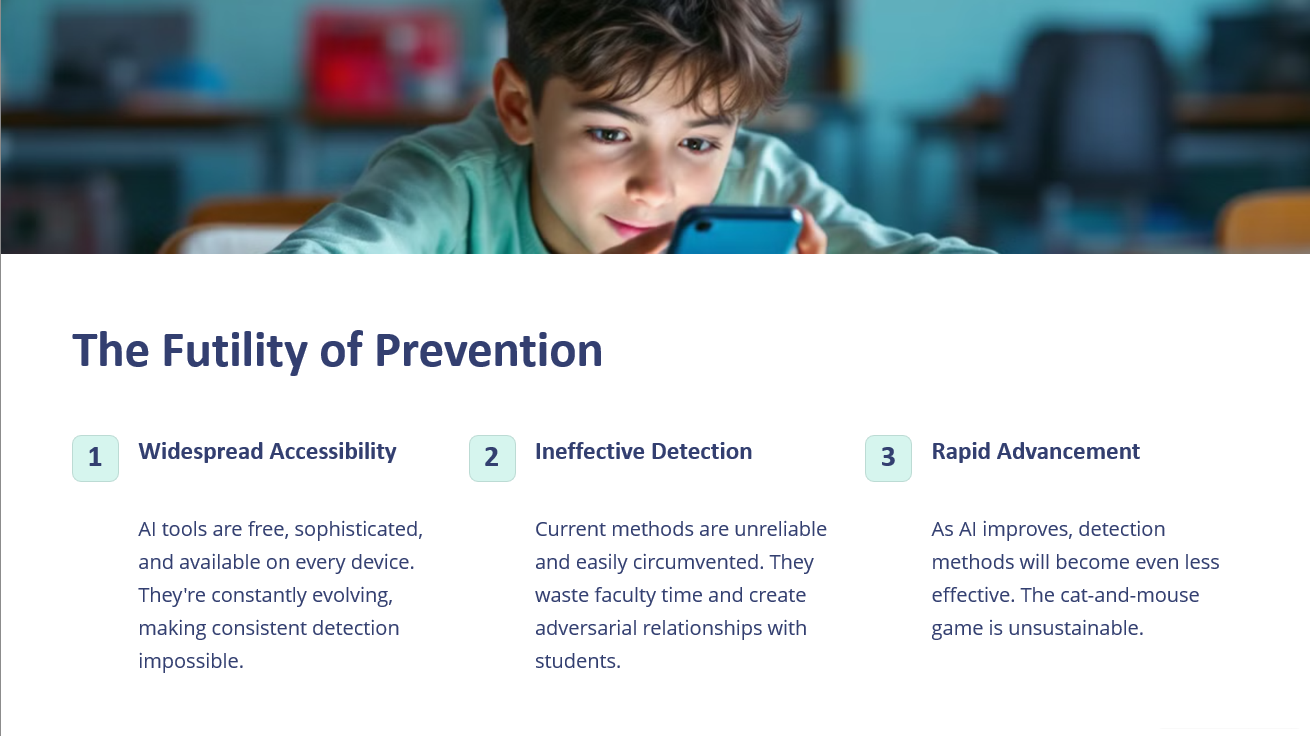 The Futility of Prevention
1
Widespread Accessibility
AI tools are free, sophisticated,
and available on every device.
They're constantly evolving,
making consistent detection
impossible.
2
Ineffective Detection
Current methods are unreliable
and easily circumvented. They
waste faculty time and create
adversarial relationships with
students.
3
Rapid Advancement
As AI improves, detection
methods will become even less
effective. The cat-and-mouse
game is unsustainable.